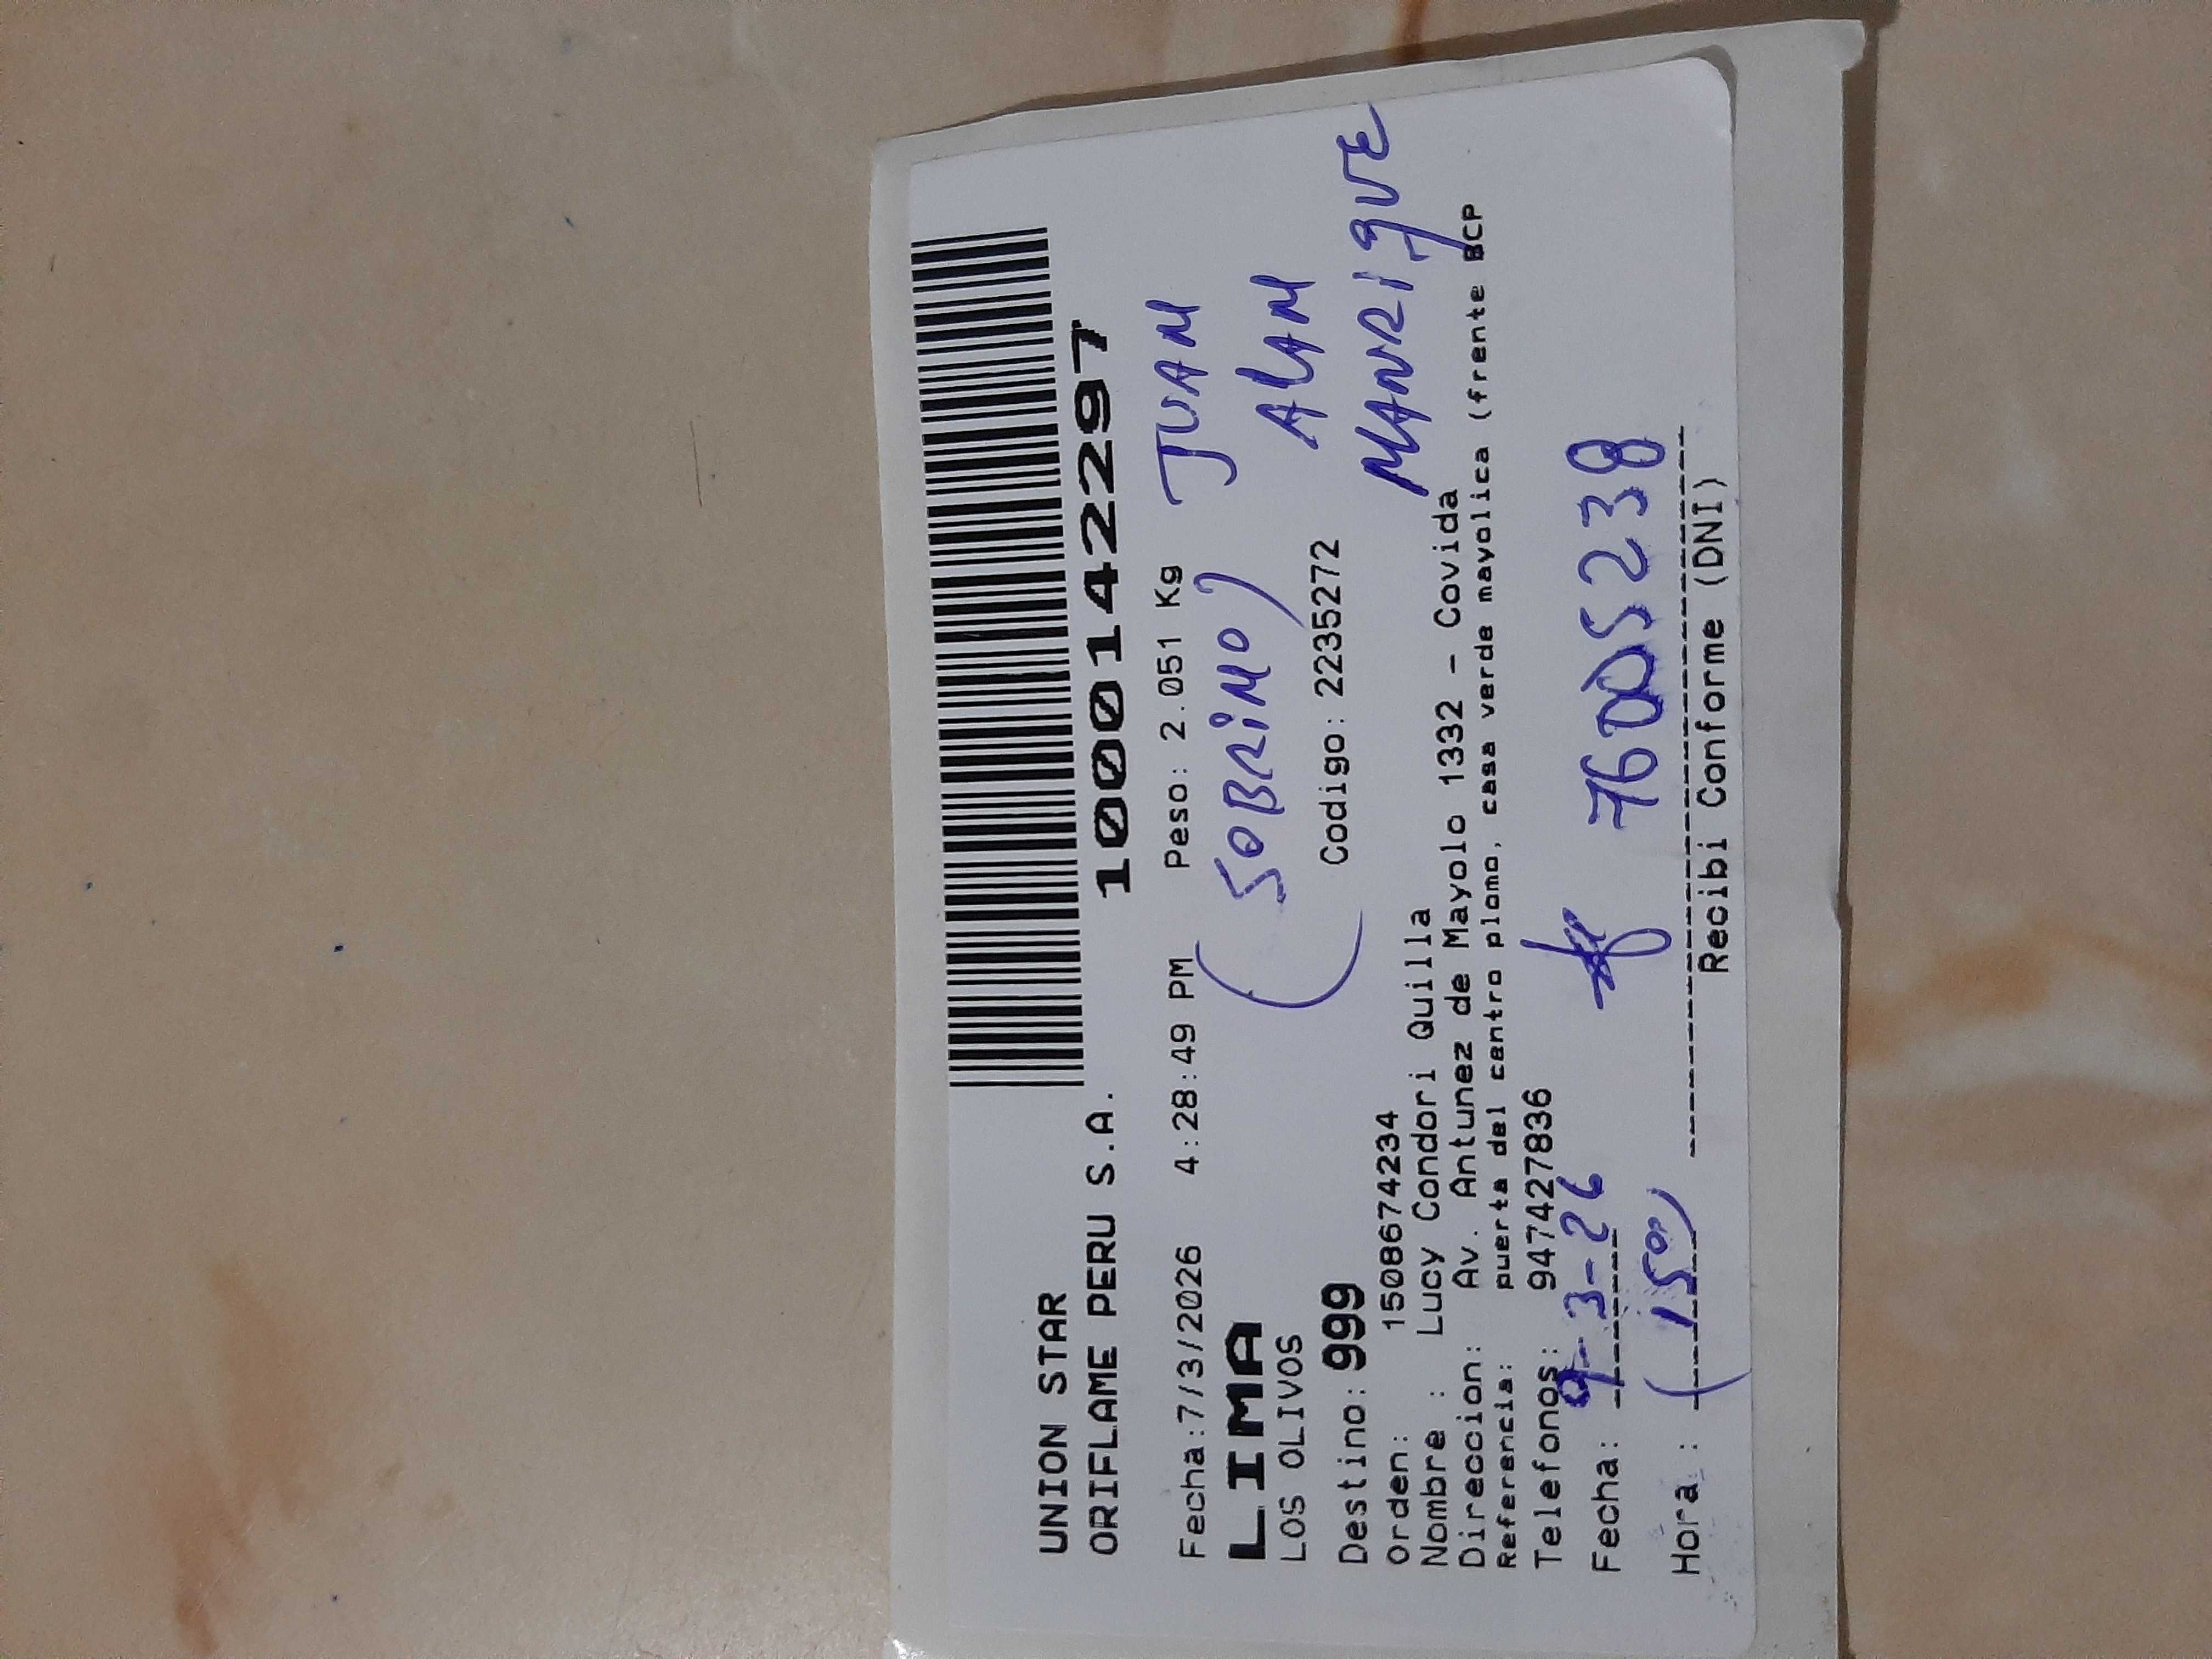 UNION STAR
ORIFLAME PERU S.A.
1000142297
Fecha:7/3/2026 4:28:49 PM Peso: 2.051 Kg
JUAN
LIMA
(SOBRINO)
ALAN
LOS OLIVOS
Destino:999 Codigo: 2235272
MANRIQUE
Orden: 1508674234
Nombre : Lucy Condori Quilla
Direccion: Av. Antunez de Mayolo 1332 - Covida
Referencia: puerta del centro plomo, casa verde mayolica (frente BCP
Telefonos: 947427836
Fecha: 9-3-26
76005238
Hora : (150)
Recibi Conforme (DNI)